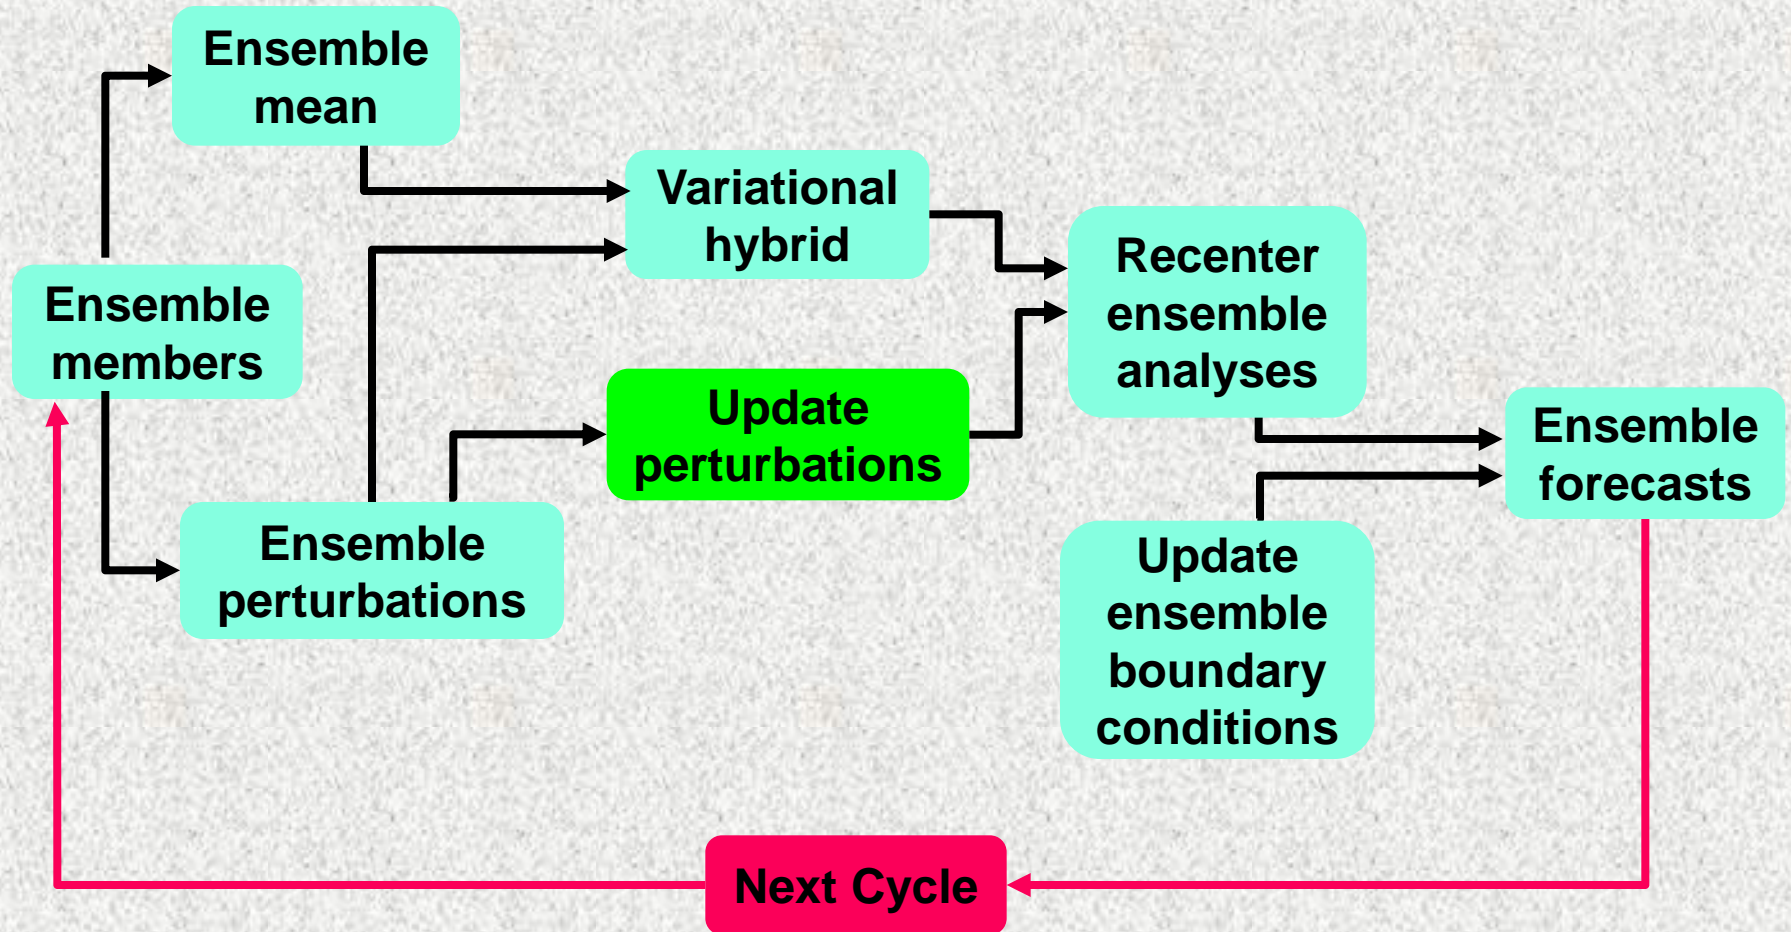 Ensemble
mean
Variational
hybrid
Recenter
ensemble
analyses
Ensemble
members
Update
perturbations
Ensemble
forecasts
Ensemble
perturbations
Update
ensemble
boundary
conditions
Next Cycle